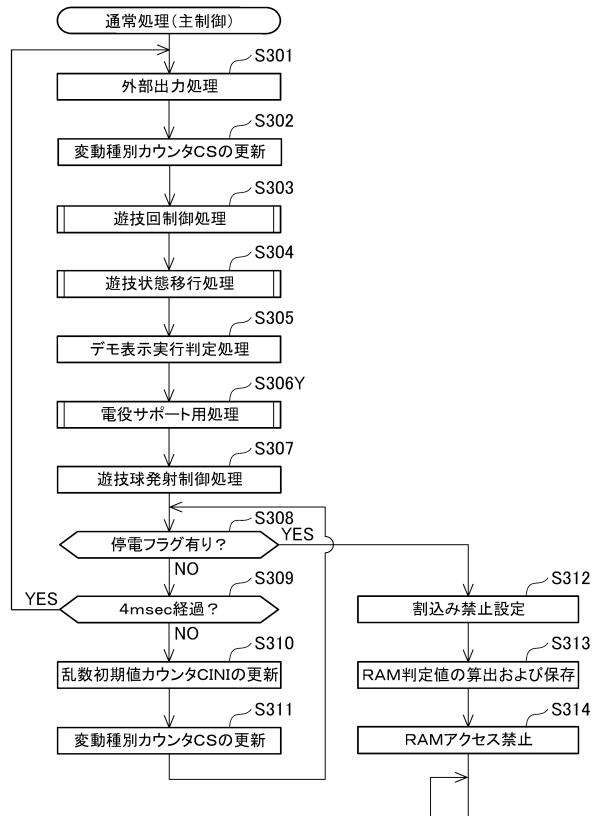 通常処理(主制御)
S301
外部出力処理
S302
変動種別カウンタCSの更新
S303
遊技回制御処理
S304
遊技状態移行処理
S305
デモ表示実行判定処理
S306Y
電役サポート用処理
S307
遊技球発射制御処理
S308
停電フラグ有り?
YES
NO
S309
4msec経過?
YES
NO
S310
乱数初期値カウンタCINIの更新
S311
変動種別カウンタCSの更新
S312
割込み禁止設定
S313
RAM判定値の算出および保存
S314
RAMアクセス禁止